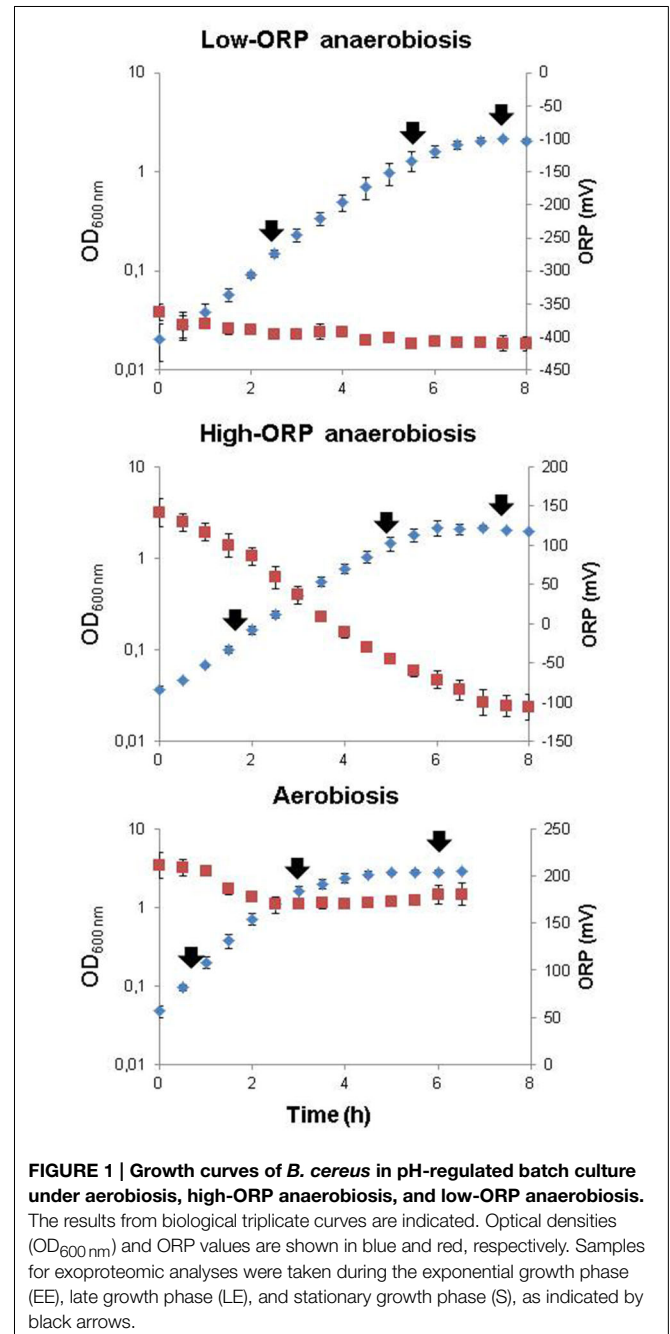 Low-ORP anaerobiosis
10
1
0,1
0,01
OD600 nm
0
-50
-100
-150
-200
-250
-300
-350
-400
-450
ORP (mV)
0 2 4 6 8
High-ORP anaerobiosis
10
1
0,1
0,01
OD600 nm
200
150
100
50
0
-50
-100
-150
ORP (mV)
0 2 4 6 8
Aerobiosis
10
1
0,1
0,01
OD600 nm
250
200
150
100
50
0
ORP (mV)
0 2 4 6 8
Time (h)
FIGURE 1 | Growth curves of B. cereus in pH-regulated batch culture
under aerobiosis, high-ORP anaerobiosis, and low-ORP anaerobiosis.
The results from biological triplicate curves are indicated. Optical densities
(OD600 nm) and ORP values are shown in blue and red, respectively. Samples
for exoproteomic analyses were taken during the exponential growth phase
(EE), late growth phase (LE), and stationary growth phase (S), as indicated by
black arrows.